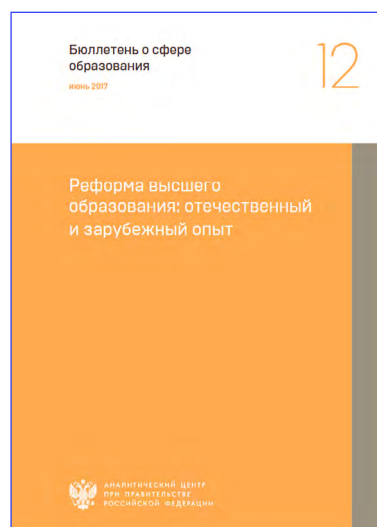 Бюллетень о сфере
образования
12
июнь 2017
Реформа высшего
образования: отечественный
и зарубежный опыт
АНАЛИТИЧЕСКИЙ ЦЕНТР
ПРИ ПРАВИТЕЛЬСТВЕ
РОССИЙСКОЙ ФЕДЕРАЦИИ